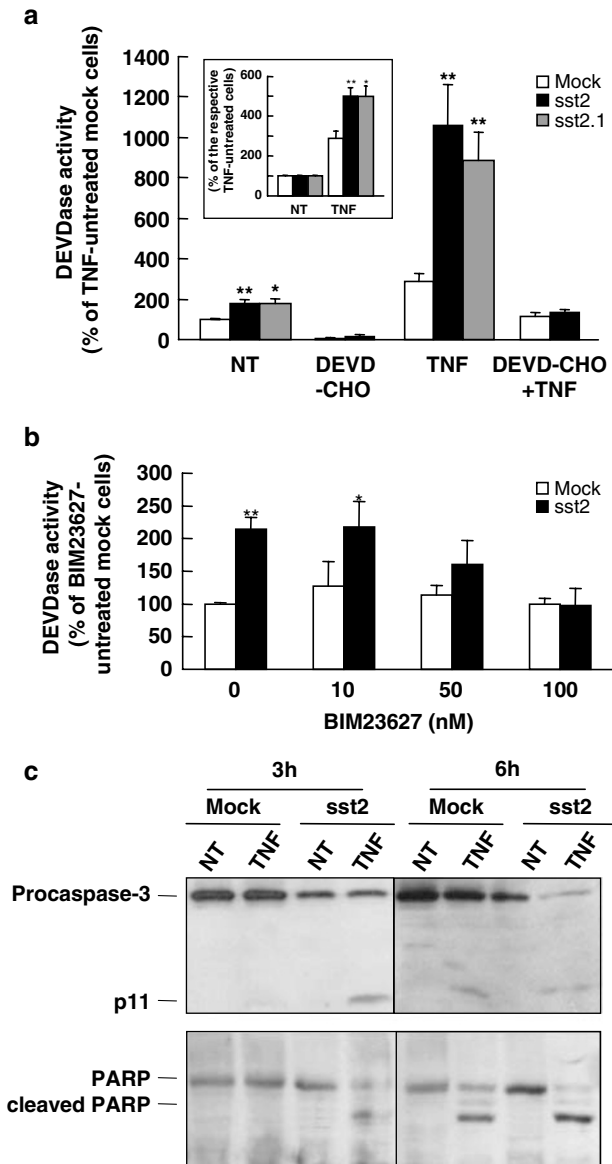 a
DEVDase activity
(% of TNF-untreated mock cells)
1400
1200
1000
800
600
400
200
0
(% of the respective
TNF-untreated cells)
600
400
200
0
NT
TNF
**
*
Mock
sst2
sst2.1
**
*
**
**
NT
DEVD
-CHO
TNF
DEVD-CHO
+TNF
b
DEVDase activity
(% of BIM23627-
untreated mock cells)
300
250
200
150
100
50
0
**
*
Mock
sst2
0
10
50
100
BIM23627 (nM)
c
3h
6h
Mock
sst2
Mock
sst2
NT
TNF
NT
TNF
NT
TNF
NT
TNF
Procaspase-3
p11
PARP
cleaved PARP